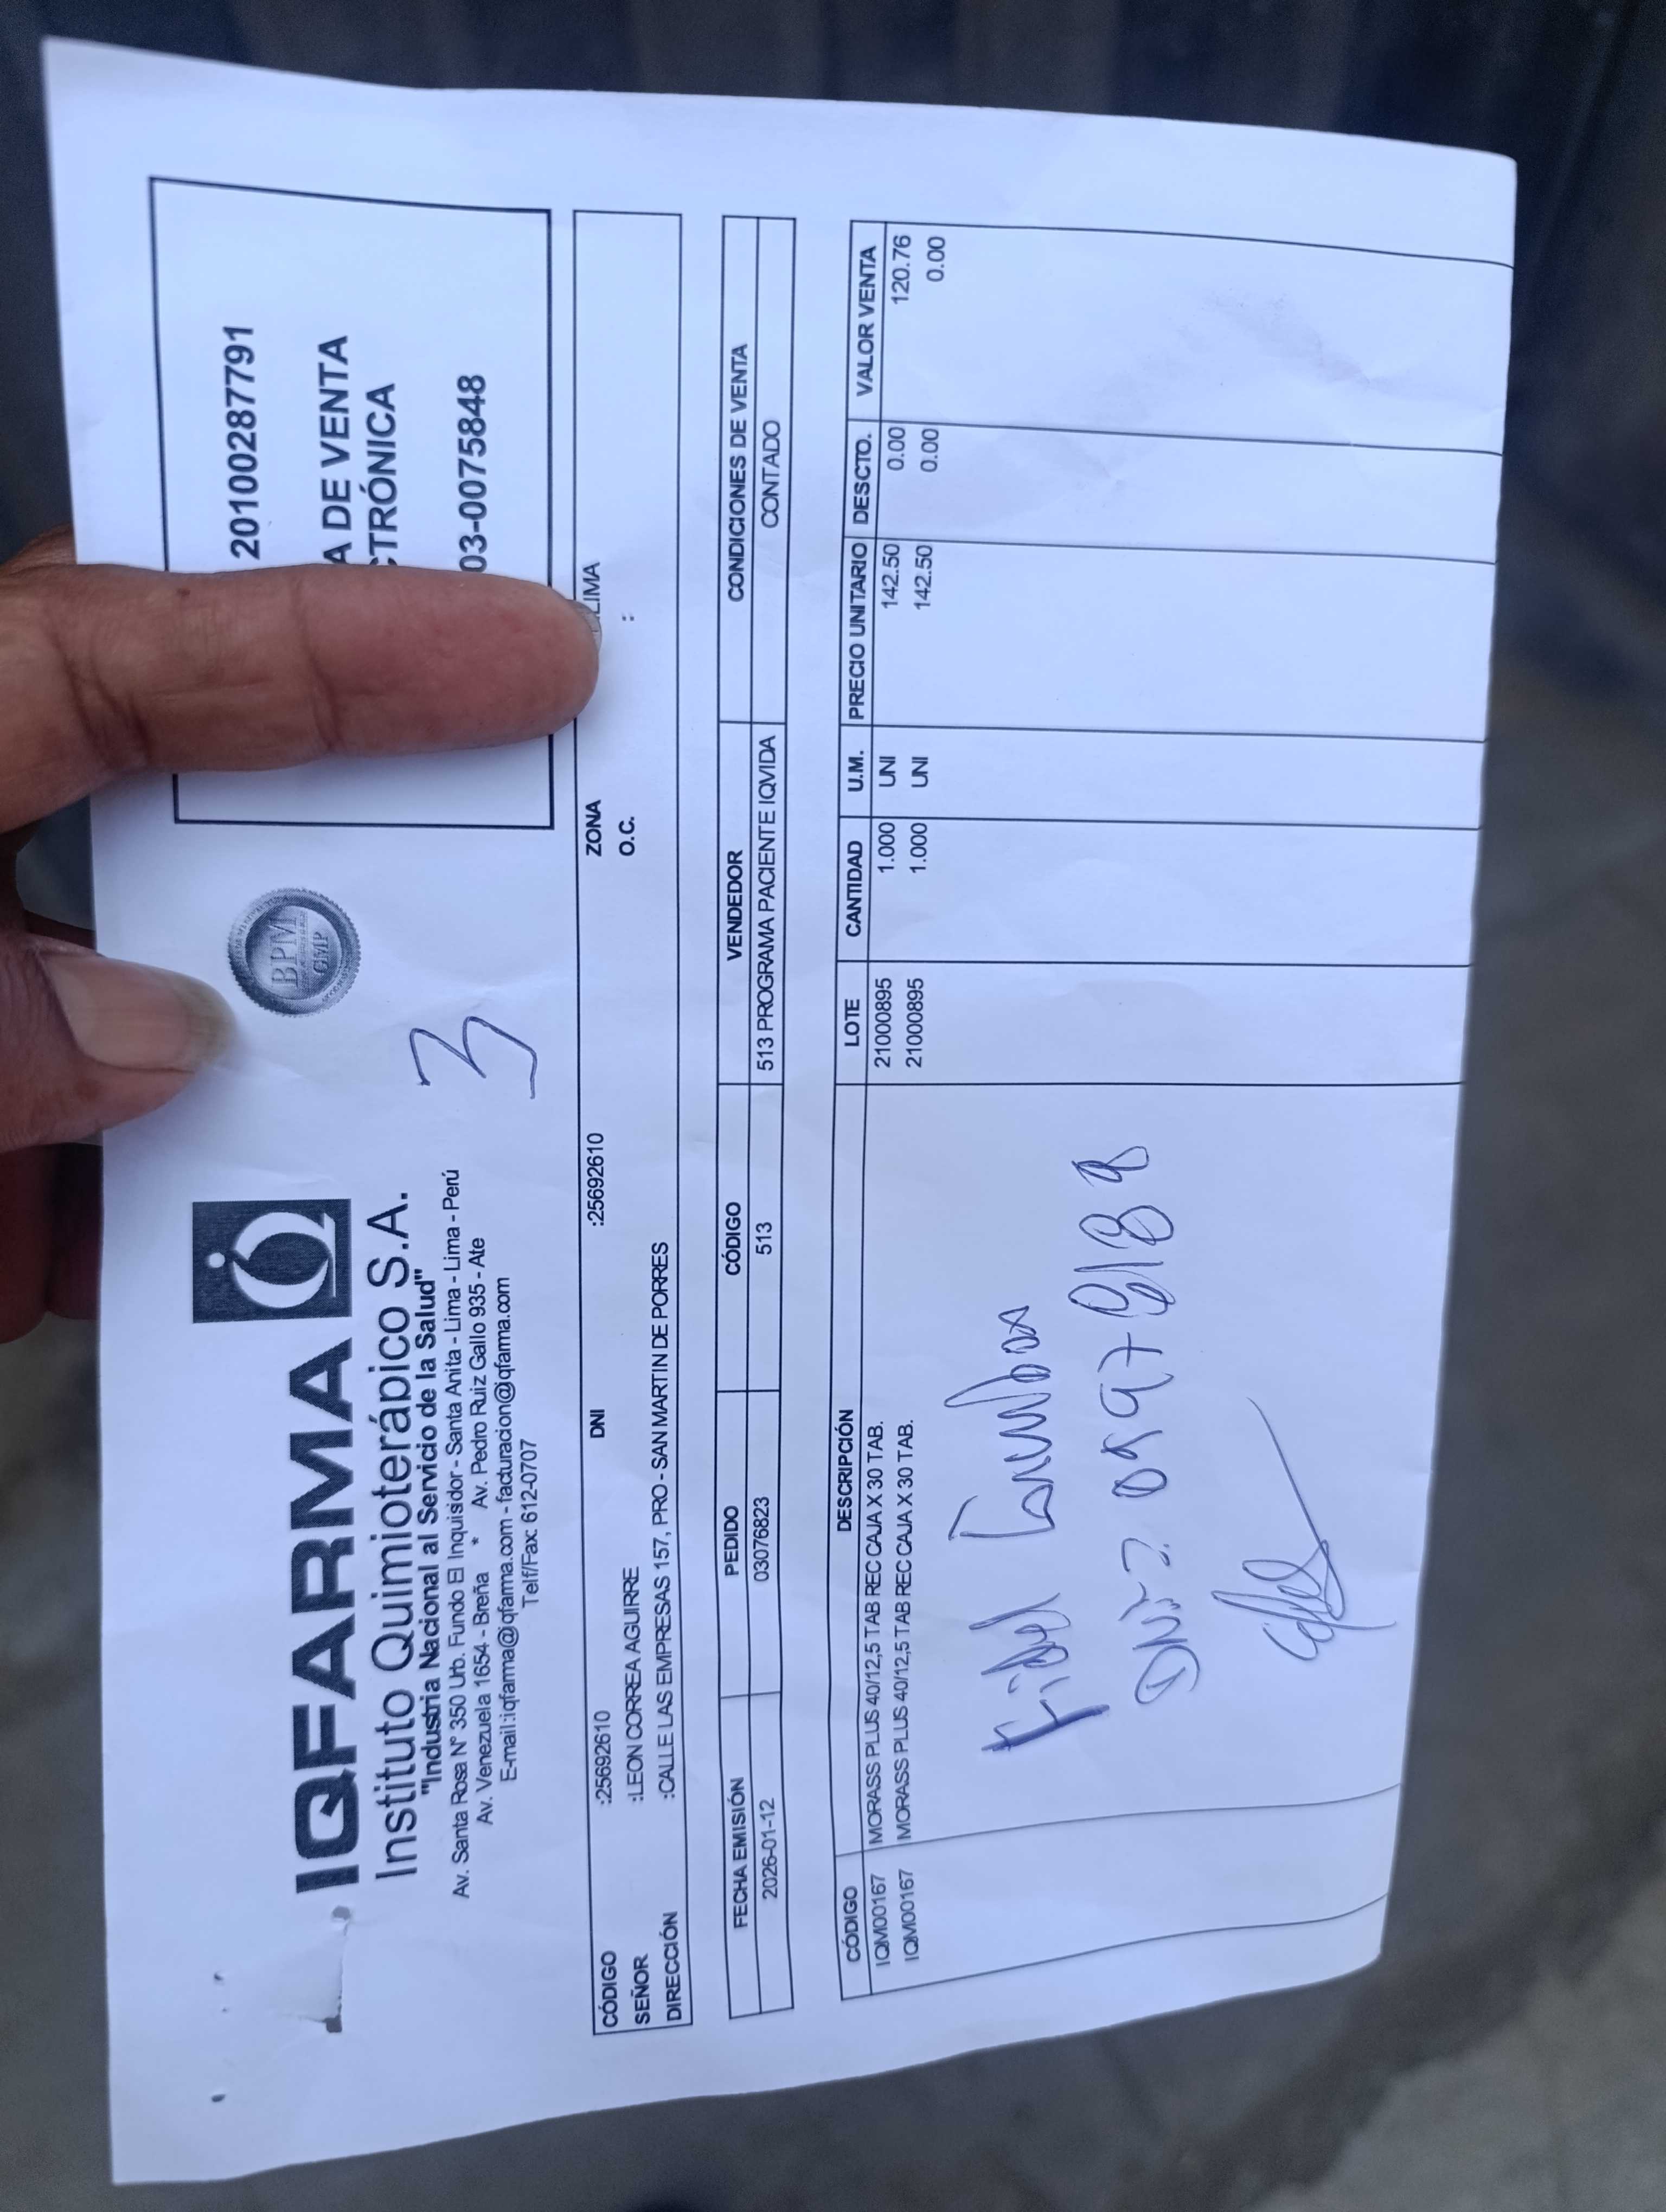 IQFARMA
Instituto Quimioterápico S.A.
"Industria Nacional al Servicio de la Salud"
Av. Santa Rosa N° 350 Urb. Fundo El Inquisidor - Santa Anita - Lima - Lima - Perú
Av. Venezuela 1654 - Breña * Av. Pedro Ruiz Gallo 935 - Ate
E-mail:iqfarma@iqfarma.com - facturacion@iqfarma.com
Telf/Fax: 612-0707
BPM
GMP
3
20100287791
A DE VENTA
CTRÓNICA
03-0075848
CÓDIGO :25692610 DNI :25692610 ZONA LIMA
SEÑOR :LEON CORREA AGUIRRE O.C. :
DIRECCIÓN :CALLE LAS EMPRESAS 157, PRO - SAN MARTIN DE PORRES
FECHA EMISIÓN PEDIDO CÓDIGO VENDEDOR CONDICIONES DE VENTA
2026-01-12 03076823 513 513 PROGRAMA PACIENTE IQVIDA CONTADO
CÓDIGO DESCRIPCIÓN LOTE CANTIDAD U.M. PRECIO UNITARIO DESCTO. VALOR VENTA
IQM00167 MORASS PLUS 40/12,5 TAB REC CAJA X 30 TAB. 21000895 1.000 UNI 142.50 0.00 120.76
IQM00167 MORASS PLUS 40/12,5 TAB REC CAJA X 30 TAB. 21000895 1.000 UNI 142.50 0.00 0.00
Fidel